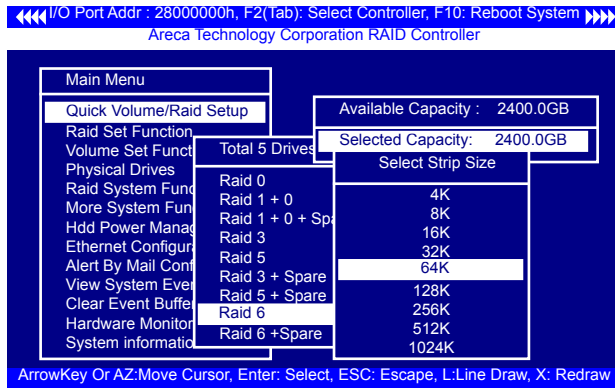 I/O Port Addr : 28000000h, F2(Tab): Select Controller, F10: Reboot System
Areca Technology Corporation RAID Controller
Main Menu
Quick Volume/Raid Setup
Raid Set Function
Volume Set Funct
Physical Drives
Raid System Func
More System Fun
Hdd Power Manag
Ethernet Configura
Alert By Mail Conf
View System Even
Clear Event Buffe
Hardware Monitor
System informatio
Total 5 Drives
Raid 0
Raid 1 + 0
Raid 1 + 0 + Spa
Raid 3
Raid 5
Raid 3 + Spare
Raid 5 + Spare
Raid 6
Raid 6 +Spare
Available Capacity : 2400.0GB
Selected Capacity: 2400.0GB
Select Strip Size
4K
8K
16K
32K
64K
128K
256K
512K
1024K
ArrowKey Or AZ:Move Cursor, Enter: Select, ESC: Escape, L:Line Draw, X: Redraw